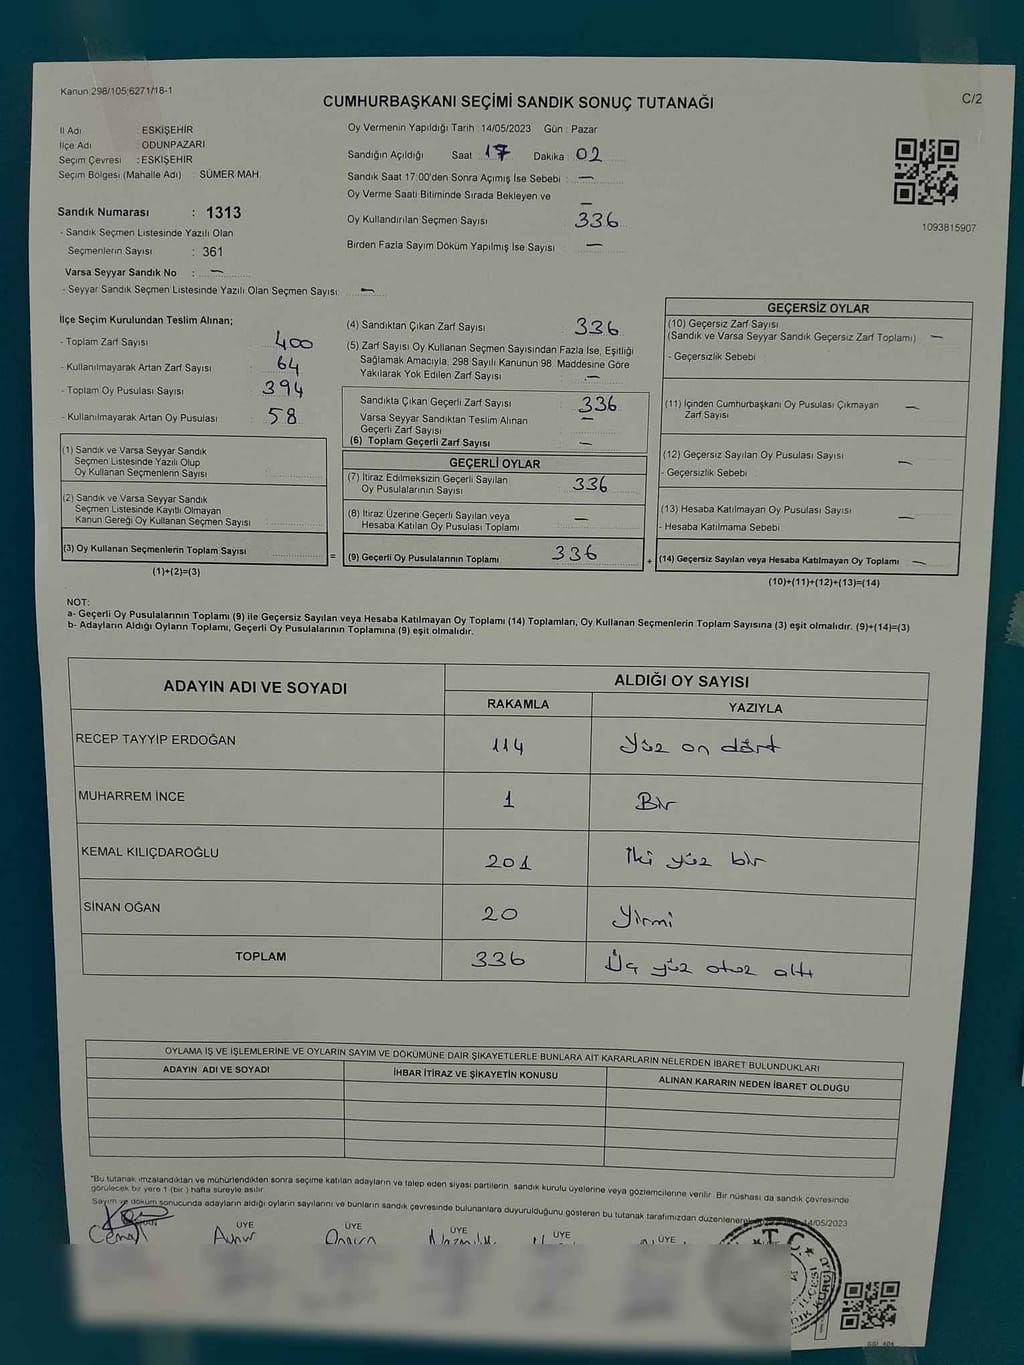 Kanun 298/105;6271/18-1
CUMHURBAŞKANI SEÇİMİ SANDIK SONUÇ TUTANAĞI
C/2
İl Adı : ESKİŞEHİR
İlçe Adı : ODUNPAZARI
Seçim Çevresi : ESKİŞEHİR
Seçim Bölgesi (Mahalle Adı) : SÜMER MAH.
Sandık Numarası : 1313
- Sandık Seçmen Listesinde Yazılı Olan
Seçmenlerin Sayısı : 361
Varsa Seyyar Sandık No : —
- Seyyar Sandık Seçmen Listesinde Yazılı Olan Seçmen Sayısı: —
Oy Vermenin Yapıldığı Tarih : 14/05/2023 Gün : Pazar
Sandığın Açıldığı Saat : 17 Dakika : 02
Sandık Saat 17:00'den Sonra Açımış İse Sebebi : —
Oy Verme Saati Bitiminde Sırada Bekleyen ve —
Oy Kullandırılan Seçmen Sayısı 336
Birden Fazla Sayım Döküm Yapılmış İse Sayısı —
1093815907
İlçe Seçim Kurulundan Teslim Alınan;
- Toplam Zarf Sayısı : 400
- Kullanılmayarak Artan Zarf Sayısı : 64
- Toplam Oy Pusulası Sayısı : 394
- Kullanılmayarak Artan Oy Pusulası : 58
(1) Sandık ve Varsa Seyyar Sandık
Seçmen Listesinde Yazılı Olup
Oy Kullanan Seçmenlerin Sayısı :
(2) Sandık ve Varsa Seyyar Sandık
Seçmen Listesinde Kayıtlı Olmayan
Kanun Gereği Oy Kullanan Seçmen Sayısı :
(3) Oy Kullanan Seçmenlerin Toplam Sayısı
(1)+(2)=(3)
=
(4) Sandıktan Çıkan Zarf Sayısı : 336
(5) Zarf Sayısı Oy Kullanan Seçmen Sayısından Fazla İse, Eşitliği
Sağlamak Amacıyla, 298 Sayılı Kanunun 98. Maddesine Göre
Yakılarak Yok Edilen Zarf Sayısı : —
Sandıkta Çıkan Geçerli Zarf Sayısı : 336
Varsa Seyyar Sandıktan Teslim Alınan —
Geçerli Zarf Sayısı
(6) Toplam Geçerli Zarf Sayısı : —
GEÇERLİ OYLAR
(7) İtiraz Edilmeksizin Geçerli Sayılan
Oy Pusulalarının Sayısı : 336
(8) İtiraz Üzerine Geçerli Sayılan veya
Hesaba Katılan Oy Pusulası Toplamı : —
(9) Geçerli Oy Pusulalarının Toplamı 336
+
GEÇERSİZ OYLAR
(10) Geçersiz Zarf Sayısı
(Sandık ve Varsa Seyyar Sandık Geçersiz Zarf Toplamı) —
- Geçersizlik Sebebi :
(11) İçinden Cumhurbaşkanı Oy Pusulası Çıkmayan —
Zarf Sayısı
(12) Geçersiz Sayılan Oy Pusulası Sayısı —
- Geçersizlik Sebebi :
(13) Hesaba Katılmayan Oy Pusulası Sayısı —
- Hesaba Katılmama Sebebi :
(14) Geçersiz Sayılan veya Hesaba Katılmayan Oy Toplamı —
(10)+(11)+(12)+(13)=(14)
NOT:
a- Geçerli Oy Pusulalarının Toplamı (9) ile Geçersiz Sayılan veya Hesaba Katılmayan Oy Toplamı (14) Toplamları, Oy Kullanan Seçmenlerin Toplam Sayısına (3) eşit olmalıdır. (9)+(14)=(3)
b- Adayların Aldığı Oyların Toplamı, Geçerli Oy Pusulalarının Toplamına (9) eşit olmalıdır.
ADAYIN ADI VE SOYADI
ALDIĞI OY SAYISI
RAKAMLA YAZIYLA
RECEP TAYYİP ERDOĞAN 114 Yüz on dört
MUHARREM İNCE 1 Bir
KEMAL KILIÇDAROĞLU 201 İki yüz bir
SİNAN OĞAN 20 Yirmi
TOPLAM 336 Üç yüz otuz altı
OYLAMA İŞ VE İŞLEMLERİNE VE OYLARIN SAYIM VE DÖKÜMÜNE DAİR ŞİKAYETLERLE BUNLARA AİT KARARLARIN NELERDEN İBARET BULUNDUKLARI
ADAYIN ADI VE SOYADI İHBAR İTİRAZ VE ŞİKAYETİN KONUSU ALINAN KARARIN NEDEN İBARET OLDUĞU
*Bu tutanak imzalandıktan ve mühürlendikten sonra seçime katılan adayların ve talep eden siyasi partilerin sandık kurulu üyelerine veya gözlemcilerine verilir. Bir nüshası da sandık çevresinde
görülecek bir yere 1 (bir ) hafta süreyle asılır.
Sayım ve döküm sonucunda adayların aldığı oyların sayılarını ve bunların sandık çevresinde bulunanlara duyurulduğunu gösteren bu tutanak tarafımızdan 14/05/2023
ÜYE ÜYE ÜYE ÜYE ÜYE
Cemal
T.C.